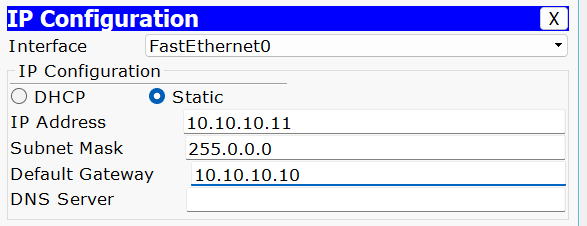 IP Configuration X
Interface FastEthernet0
IP Configuration
DHCP Static
IP Address 10.10.10.11
Subnet Mask 255.0.0.0
Default Gateway 10.10.10.10
DNS Server